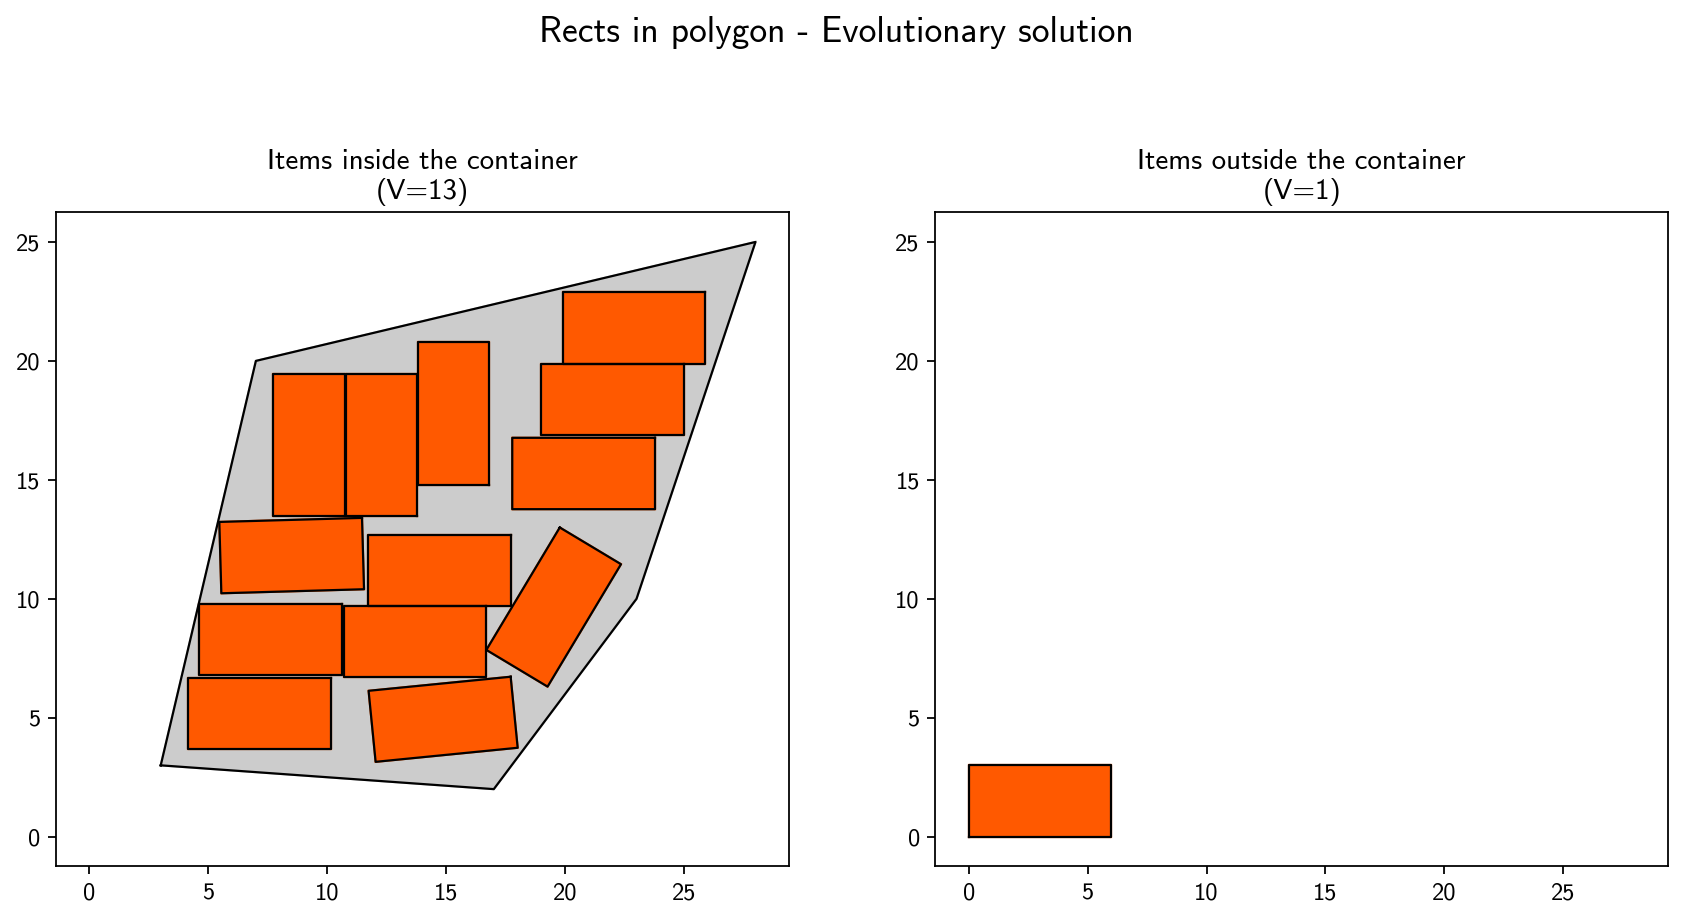 Rects in polygon - Evolutionary solution
Items inside the container
(V=13)
25
20
15
10
5
0
0 5 10 15 20 25
Items outside the container
(V=1)
25
20
15
10
5
0
0 5 10 15 20 25